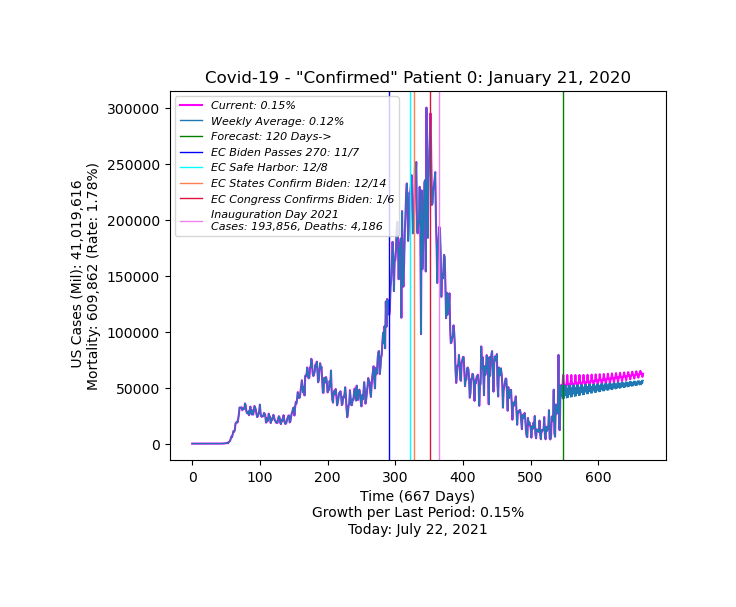 Covid-19 - "Confirmed" Patient 0: January 21, 2020
US Cases (Mil): 41,019,616
Mortality: 609,862 (Rate: 1.78%)
300000
250000
200000
150000
100000
50000
0
Current: 0.15%
Weekly Average: 0.12%
Forecast: 120 Days->
EC Biden Passes 270: 11/7
EC Safe Harbor: 12/8
EC States Confirm Biden: 12/14
EC Congress Confirms Biden: 1/6
Inauguration Day 2021
Cases: 193,856, Deaths: 4,186
0 100 200 300 400 500 600
Time (667 Days)
Growth per Last Period: 0.15%
Today: July 22, 2021